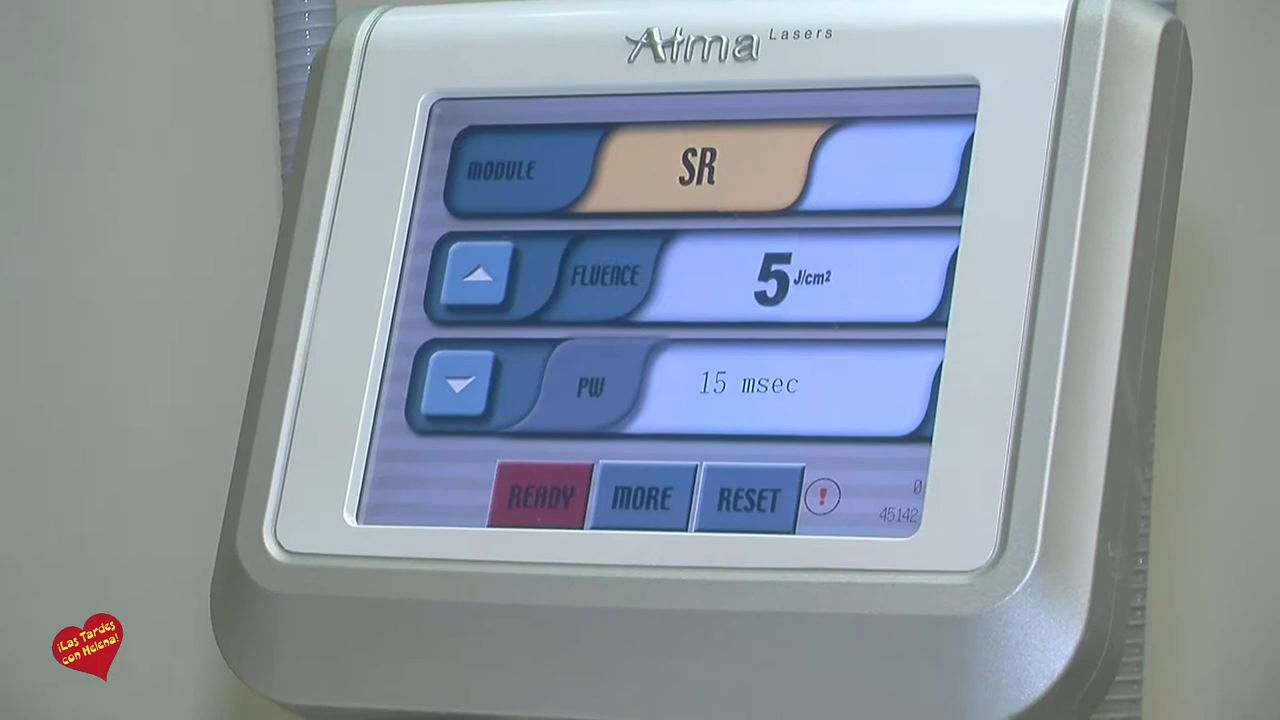 Alma Lasers
MODULE SR
FLUENCE 5 J/cm²
PW 15 msec
READY MORE RESET ! 0
45142
¡Las Tardes
con Helena!